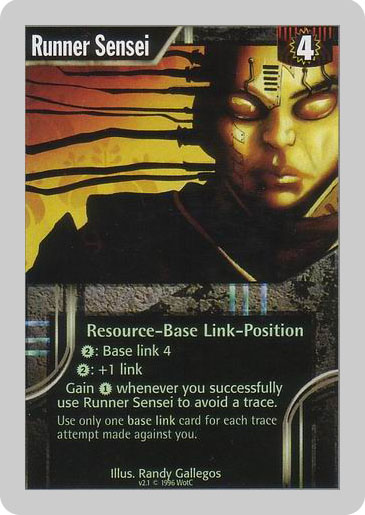 Runner Sensei
4
Resource-Base Link-Position
2: Base link 4
2: +1 link
Gain 1 whenever you successfully
use Runner Sensei to avoid a trace.
Use only one base link card for each trace
attempt made against you.
Illus. Randy Gallegos
v2.1 © 1996 WotC